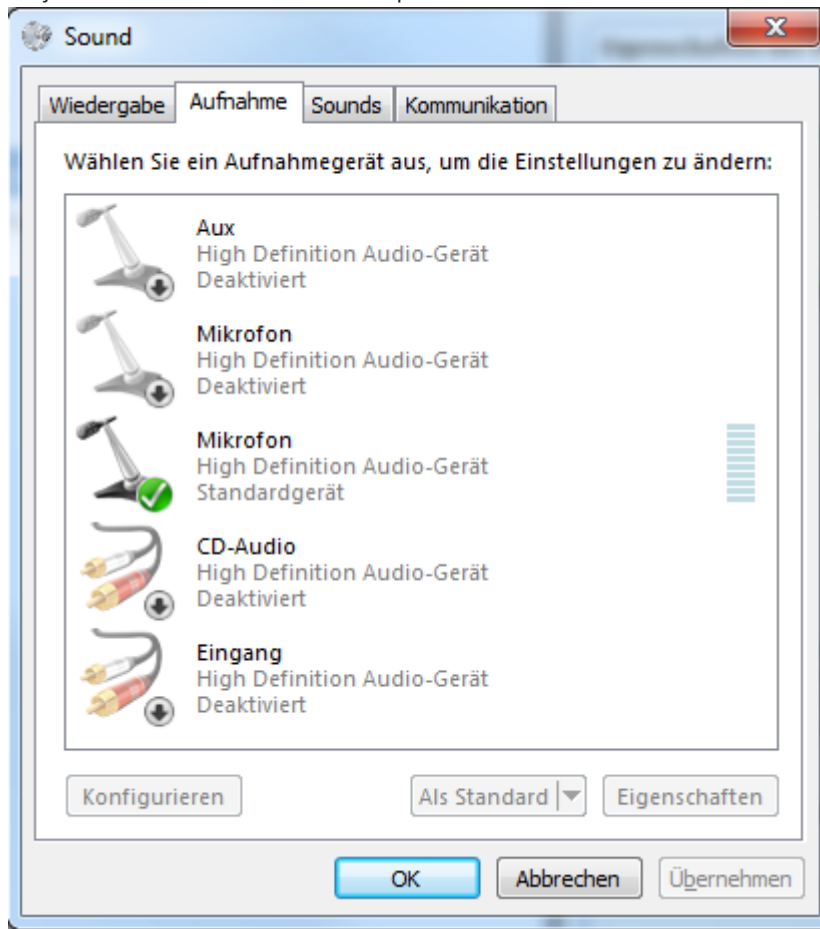 Sound
Wiedergabe Aufnahme Sounds Kommunikation
Wählen Sie ein Aufnahmegerät aus, um die Einstellungen zu ändern:
Aux
High Definition Audio-Gerät
Deaktiviert
Mikrofon
High Definition Audio-Gerät
Deaktiviert
Mikrofon
High Definition Audio-Gerät
Standardgerät
CD-Audio
High Definition Audio-Gerät
Deaktiviert
Eingang
High Definition Audio-Gerät
Deaktiviert
Konfigurieren Als Standard Eigenschaften
OK Abbrechen Übernehmen